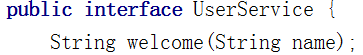 public interface UserService {
    String welcome(String name);